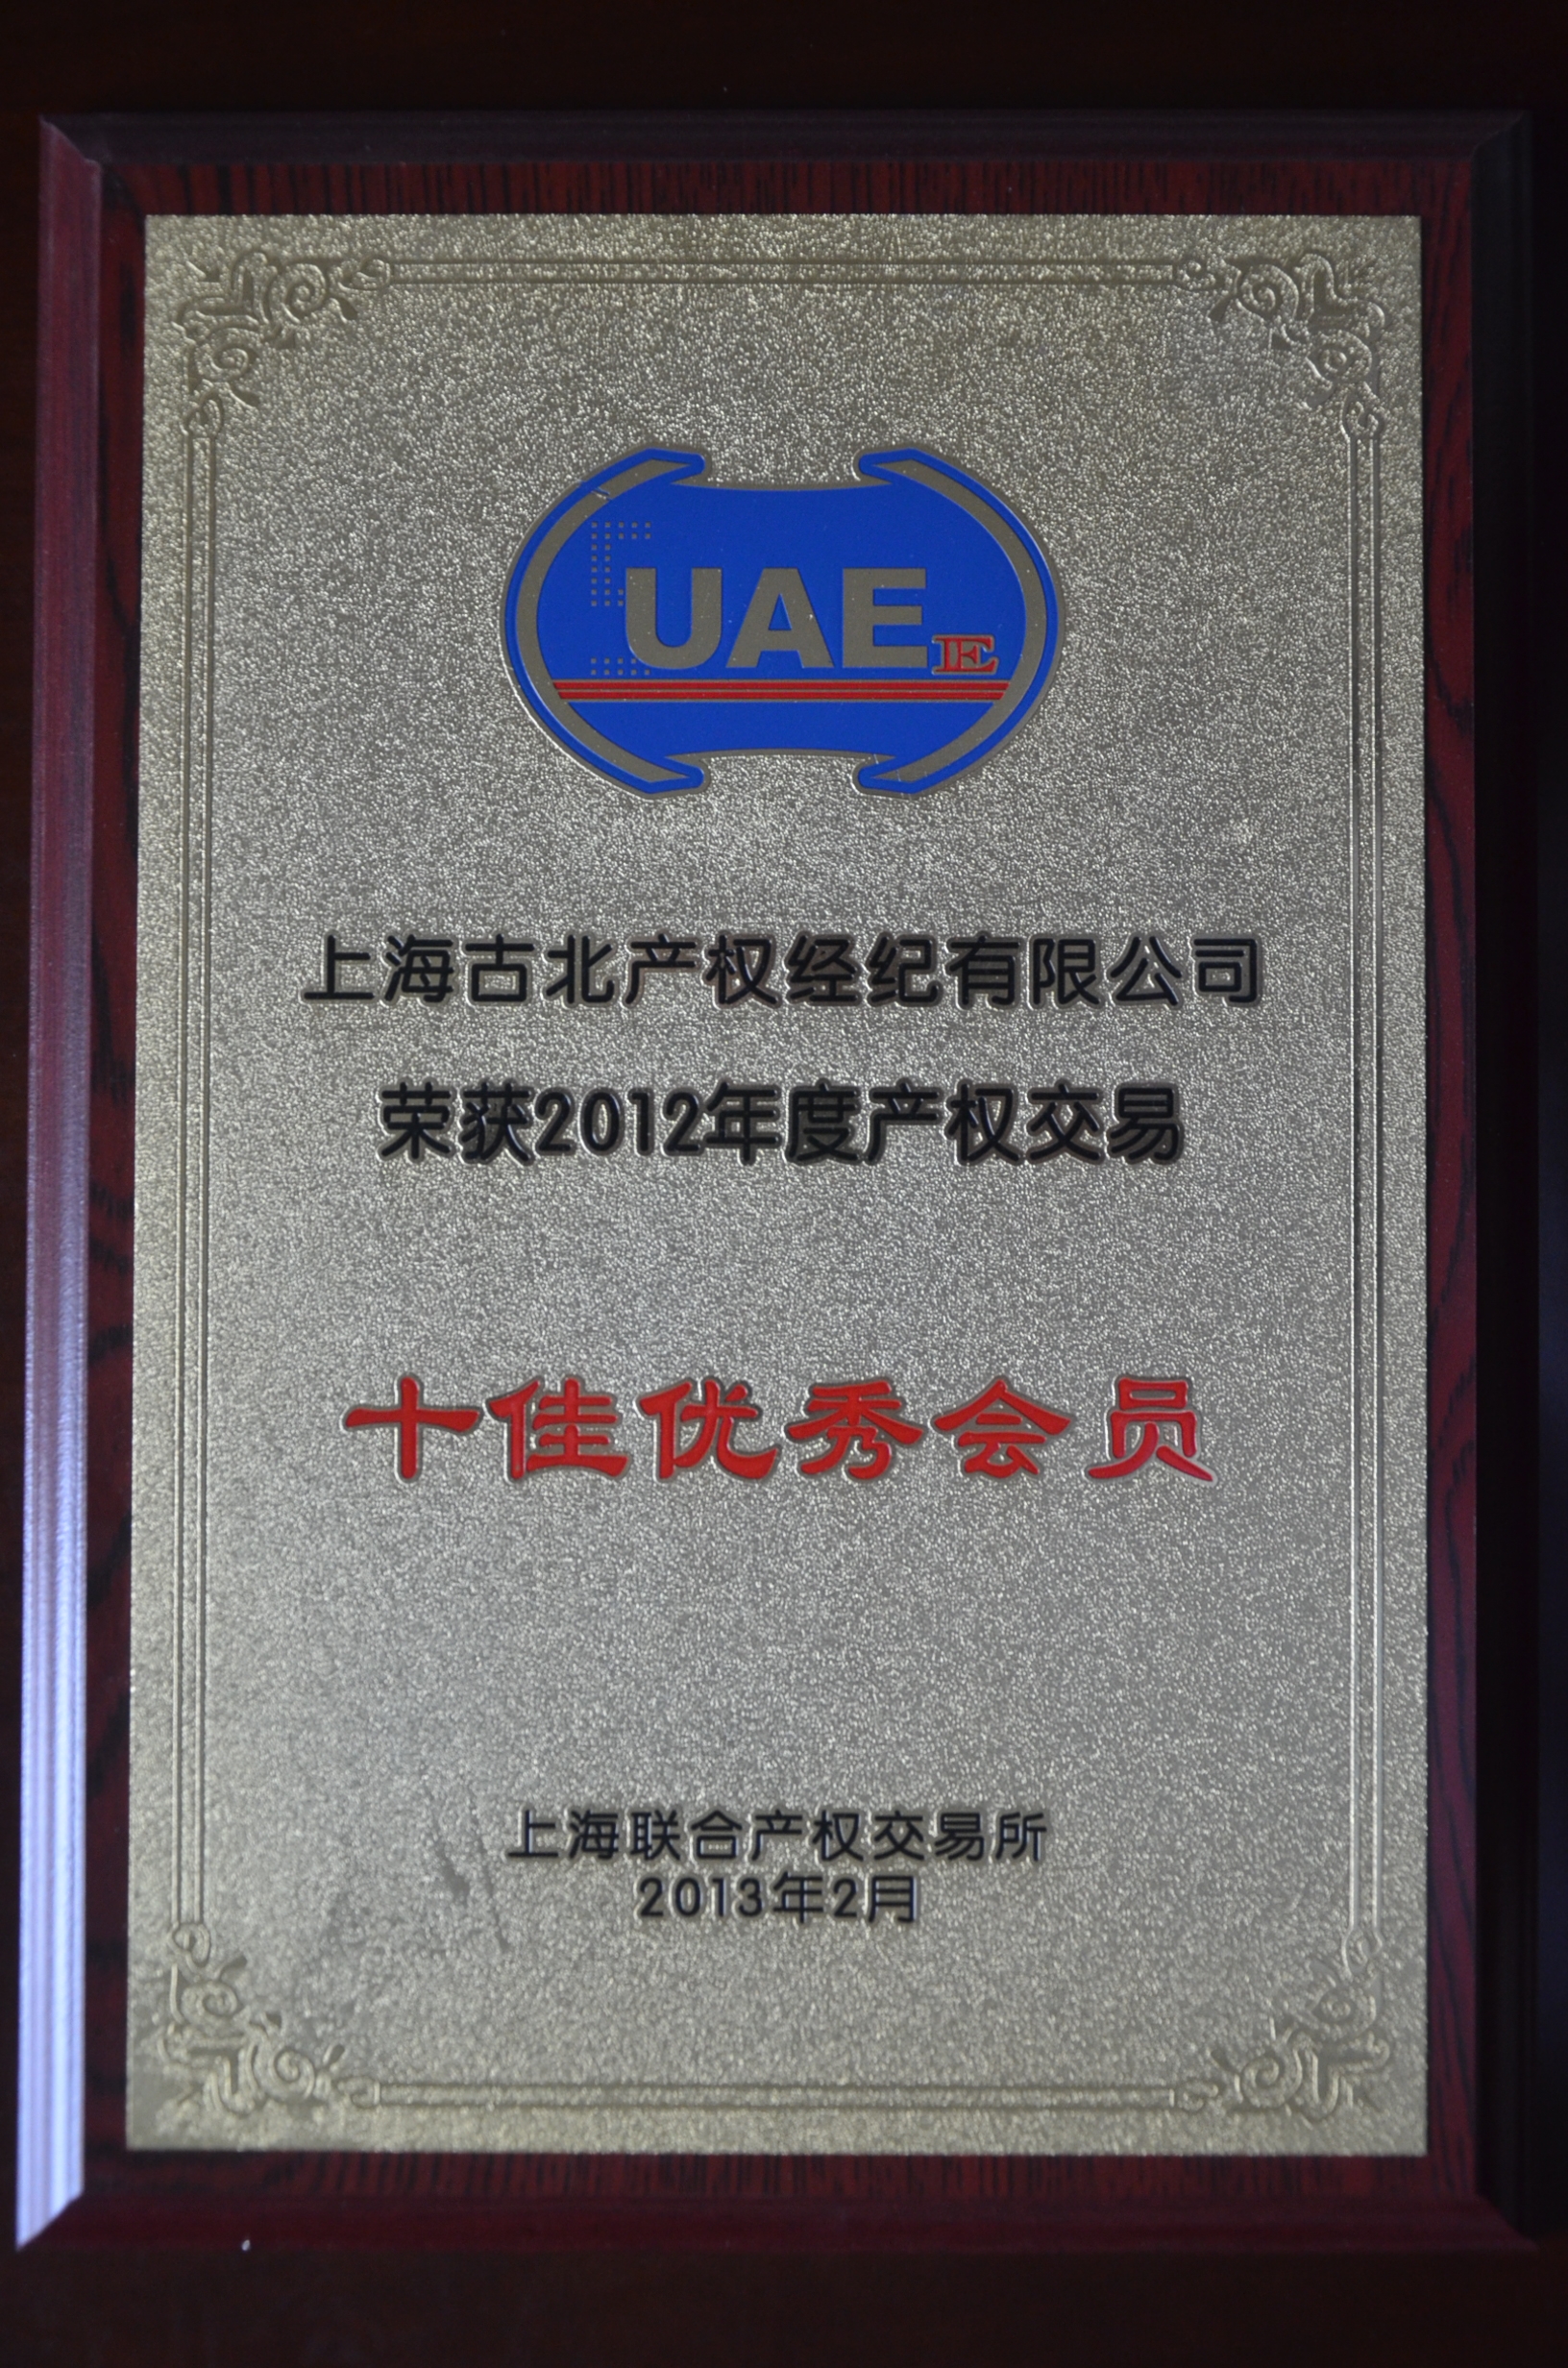 SUAEE
上海古北产权经纪有限公司
荣获2012年度产权交易
十佳优秀会员
上海联合产权交易所
2013年2月